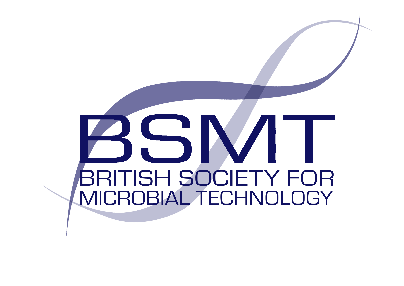 BSMT
BRITISH SOCIETY FOR
MICROBIAL TECHNOLOGY